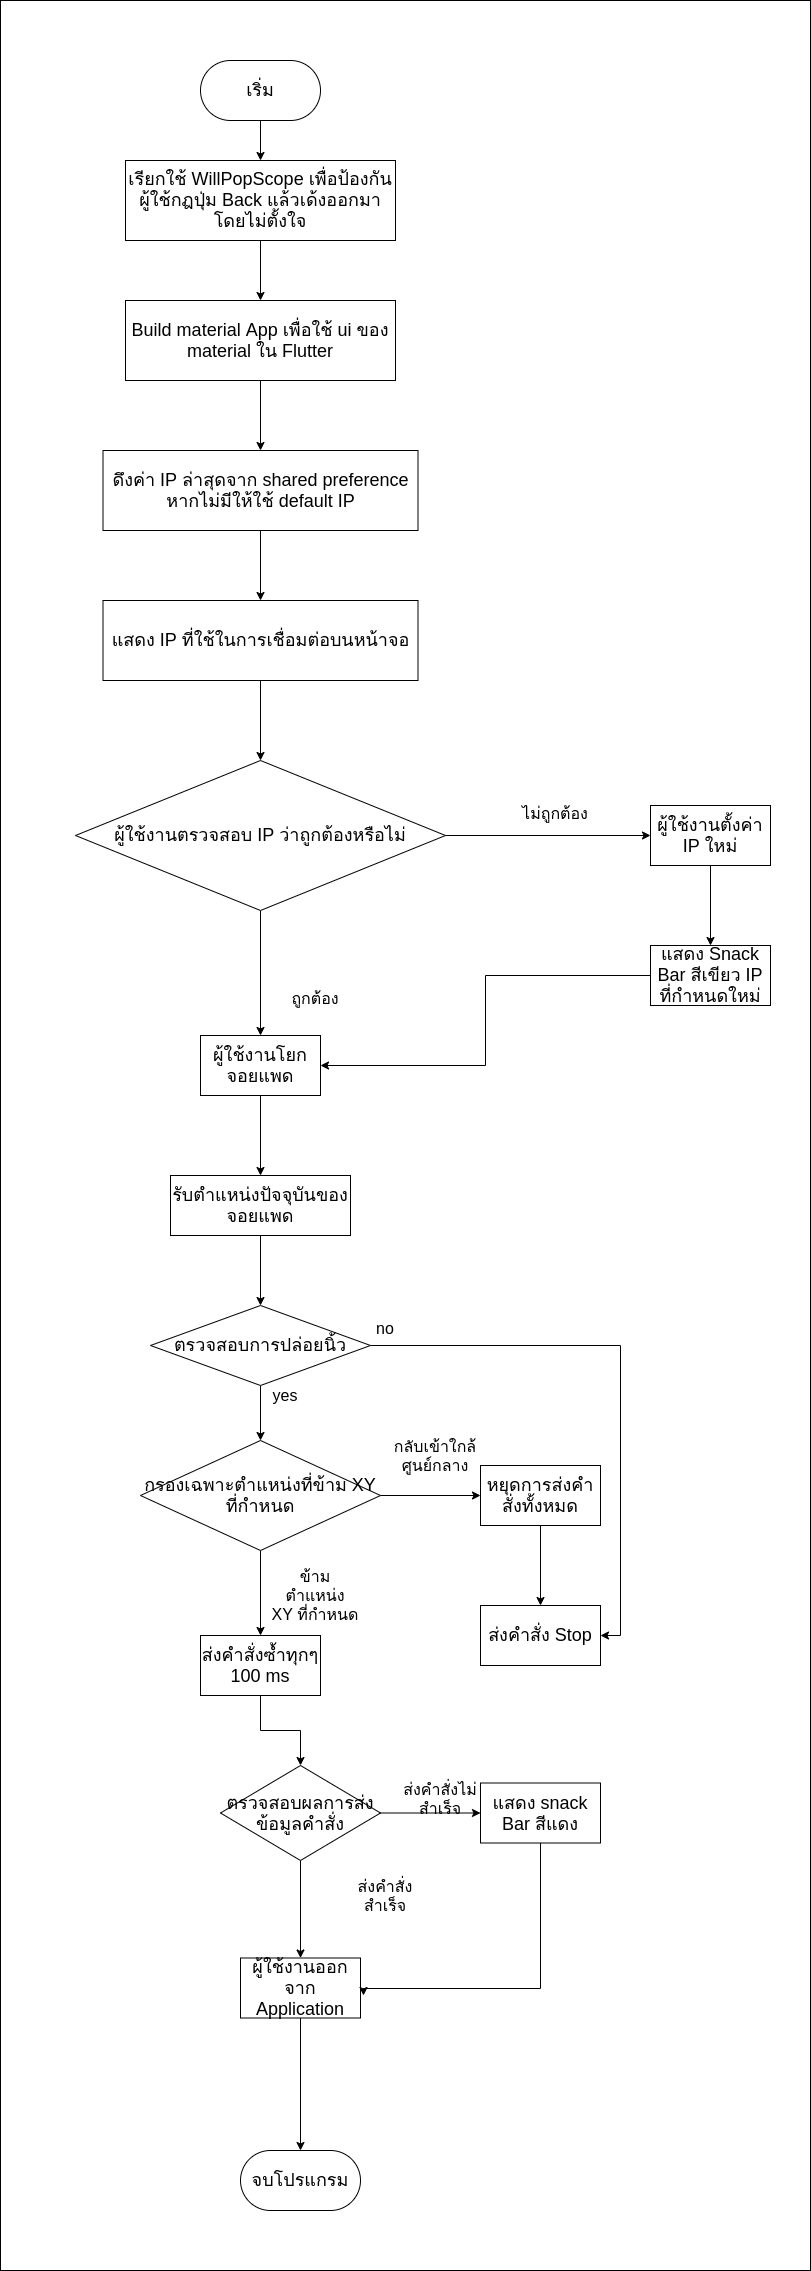 เริ่ม
เรียกใช้ WillPopScope เพื่อป้องกัน
ผู้ใช้กฎปุ่ม Back แล้วเด้งออกมา
โดยไม่ตั้งใจ
Build material App เพื่อใช้ ui ของ
material ใน Flutter
ดึงค่า IP ล่าสุดจาก shared preference
หากไม่มีให้ใช้ default IP
แสดง IP ที่ใช้ในการเชื่อมต่อบนหน้าจอ
ผู้ใช้งานตรวจสอบ IP ว่าถูกต้องหรือไม่
ไม่ถูกต้อง
ผู้ใช้งานตั้งค่า
IP ใหม่
แสดง Snack
Bar สีเขียว IP
ที่กำหนดใหม่
ถูกต้อง
ผู้ใช้งานโยก
จอยแพด
รับตำแหน่งปัจจุบันของ
จอยแพด
ตรวจสอบการปล่อยนิ้ว
no
yes
กรองเฉพาะตำแหน่งที่ข้าม XY
ที่กำหนด
กลับเข้าใกล้
ศูนย์กลาง
หยุดการส่งคำ
สั่งทั้งหมด
ข้าม
ตำแหน่ง
XY ที่กำหนด
ส่งคำสั่ง Stop
ส่งคำสั่งซ้ำทุกๆ
100 ms
ตรวจสอบผลการส่ง
ข้อมูลคำสั่ง
ส่งคำสั่งไม่
สำเร็จ
แสดง snack
Bar สีแดง
ส่งคำสั่ง
สำเร็จ
ผู้ใช้งานออก
จาก
Application
จบโปรแกรม